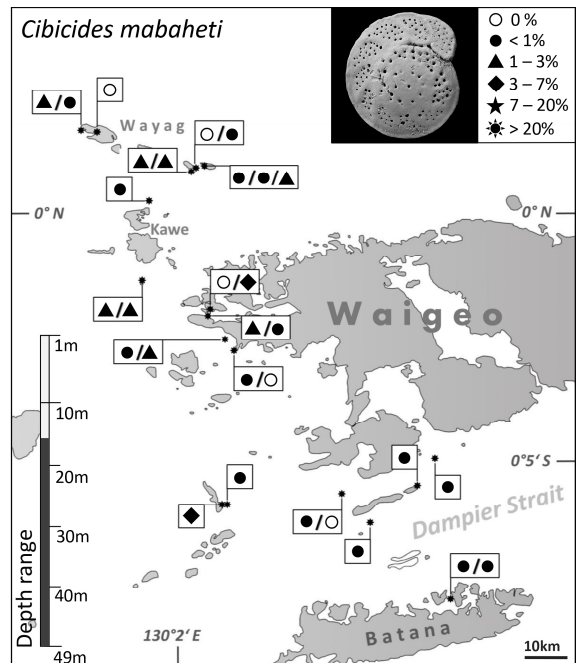 Cibicides mabaheti
0 %
< 1%
1 – 3%
3 – 7%
7 – 20%
> 20%
Wayag
0° N
0° N
Kawe
Waigeo
1m
10m
20m
30m
40m
49m
Depth range
0°5‘ S
Dampier Strait
130°2‘ E
Batana
10km